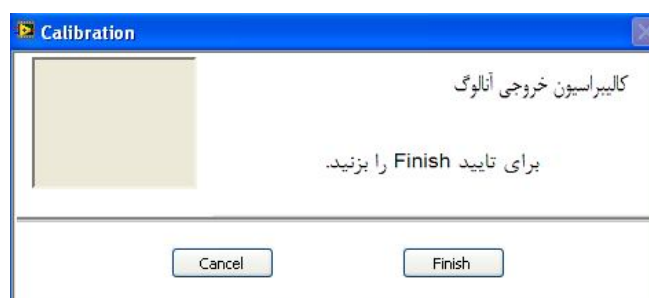 Calibration
کالیبراسیون خروجی آنالوگ
برای تایید Finish را بزنید.
Cancel
Finish